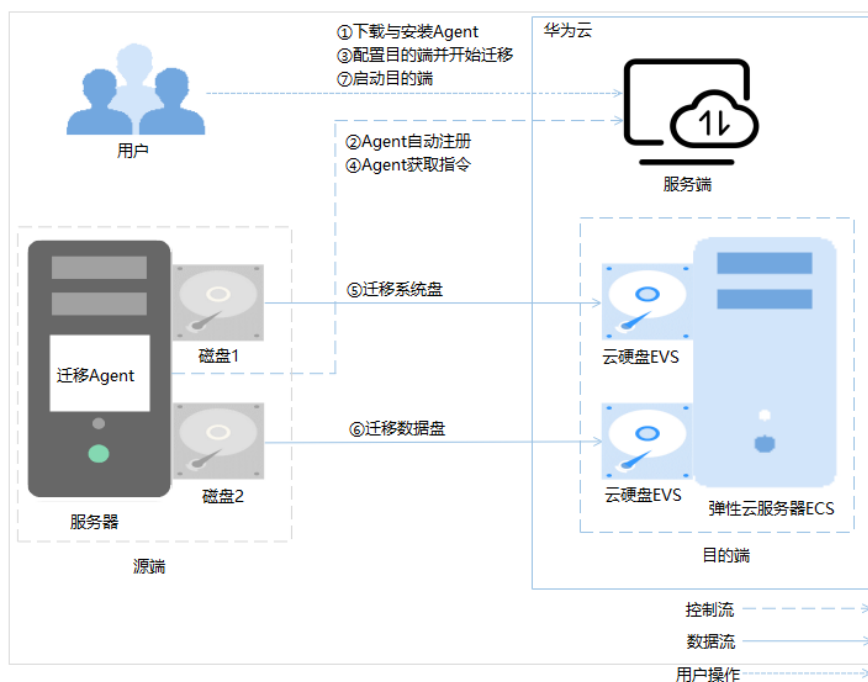 ①下载与安装Agent
③配置目的端并开始迁移
⑦启动目的端
华为云
用户
②Agent自动注册
④Agent获取指令
服务端
⑤迁移系统盘
迁移Agent
磁盘1
云硬盘EVS
⑥迁移数据盘
磁盘2
云硬盘EVS
服务器
弹性云服务器ECS
源端
目的端
控制流
数据流
用户操作